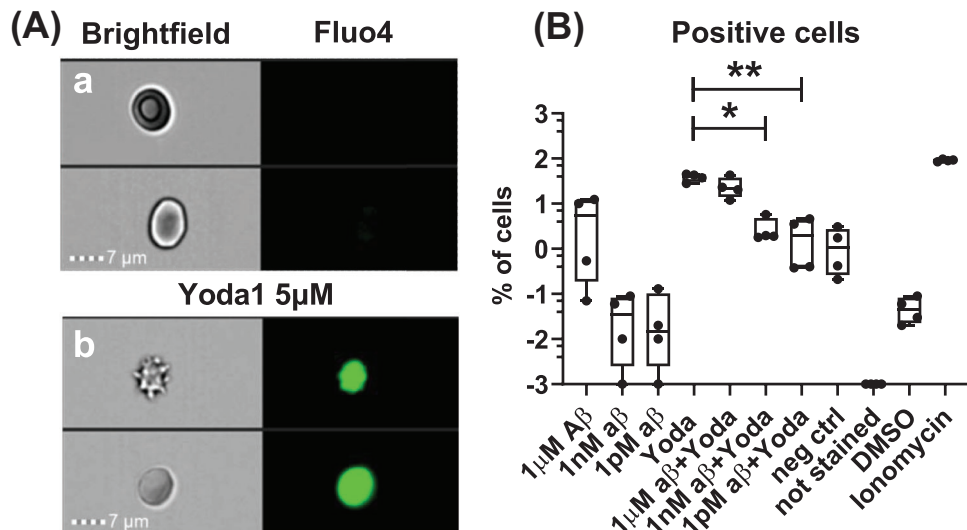 (A)
Brightfield Fluo4
a
7 μm
Yoda1 5μM
b
7 μm
(B)
Positive cells
**
*
% of cells
3
2
1
0
-1
-2
-3
1μM Aβ
1nM aβ
1pM aβ
Yoda
1μM aβ+Yoda
1nM aβ+Yoda
1pM aβ+Yoda
neg ctrl
not stained
DMSO
Ionomycin